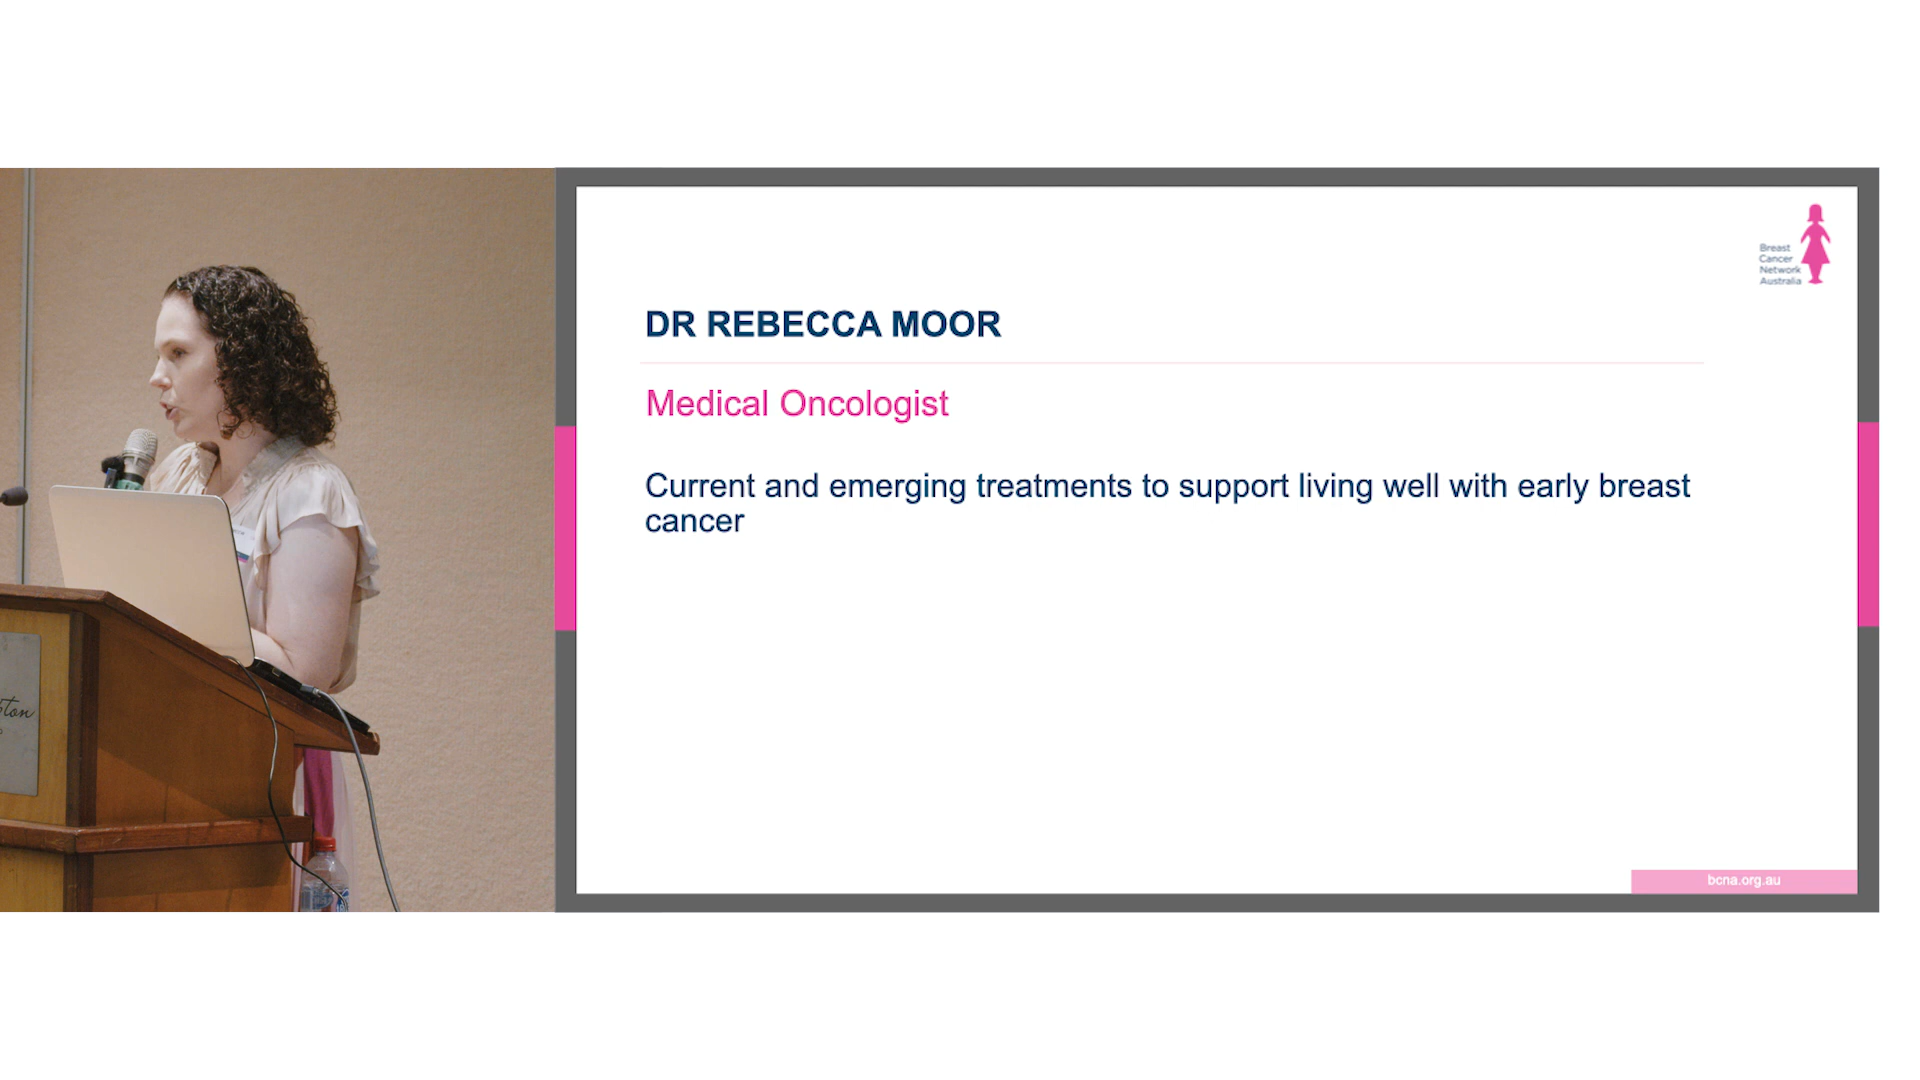 Breast
Cancer
Network
Australia
DR REBECCA MOOR
Medical Oncologist
Current and emerging treatments to support living well with early breast
cancer
bcna.org.au